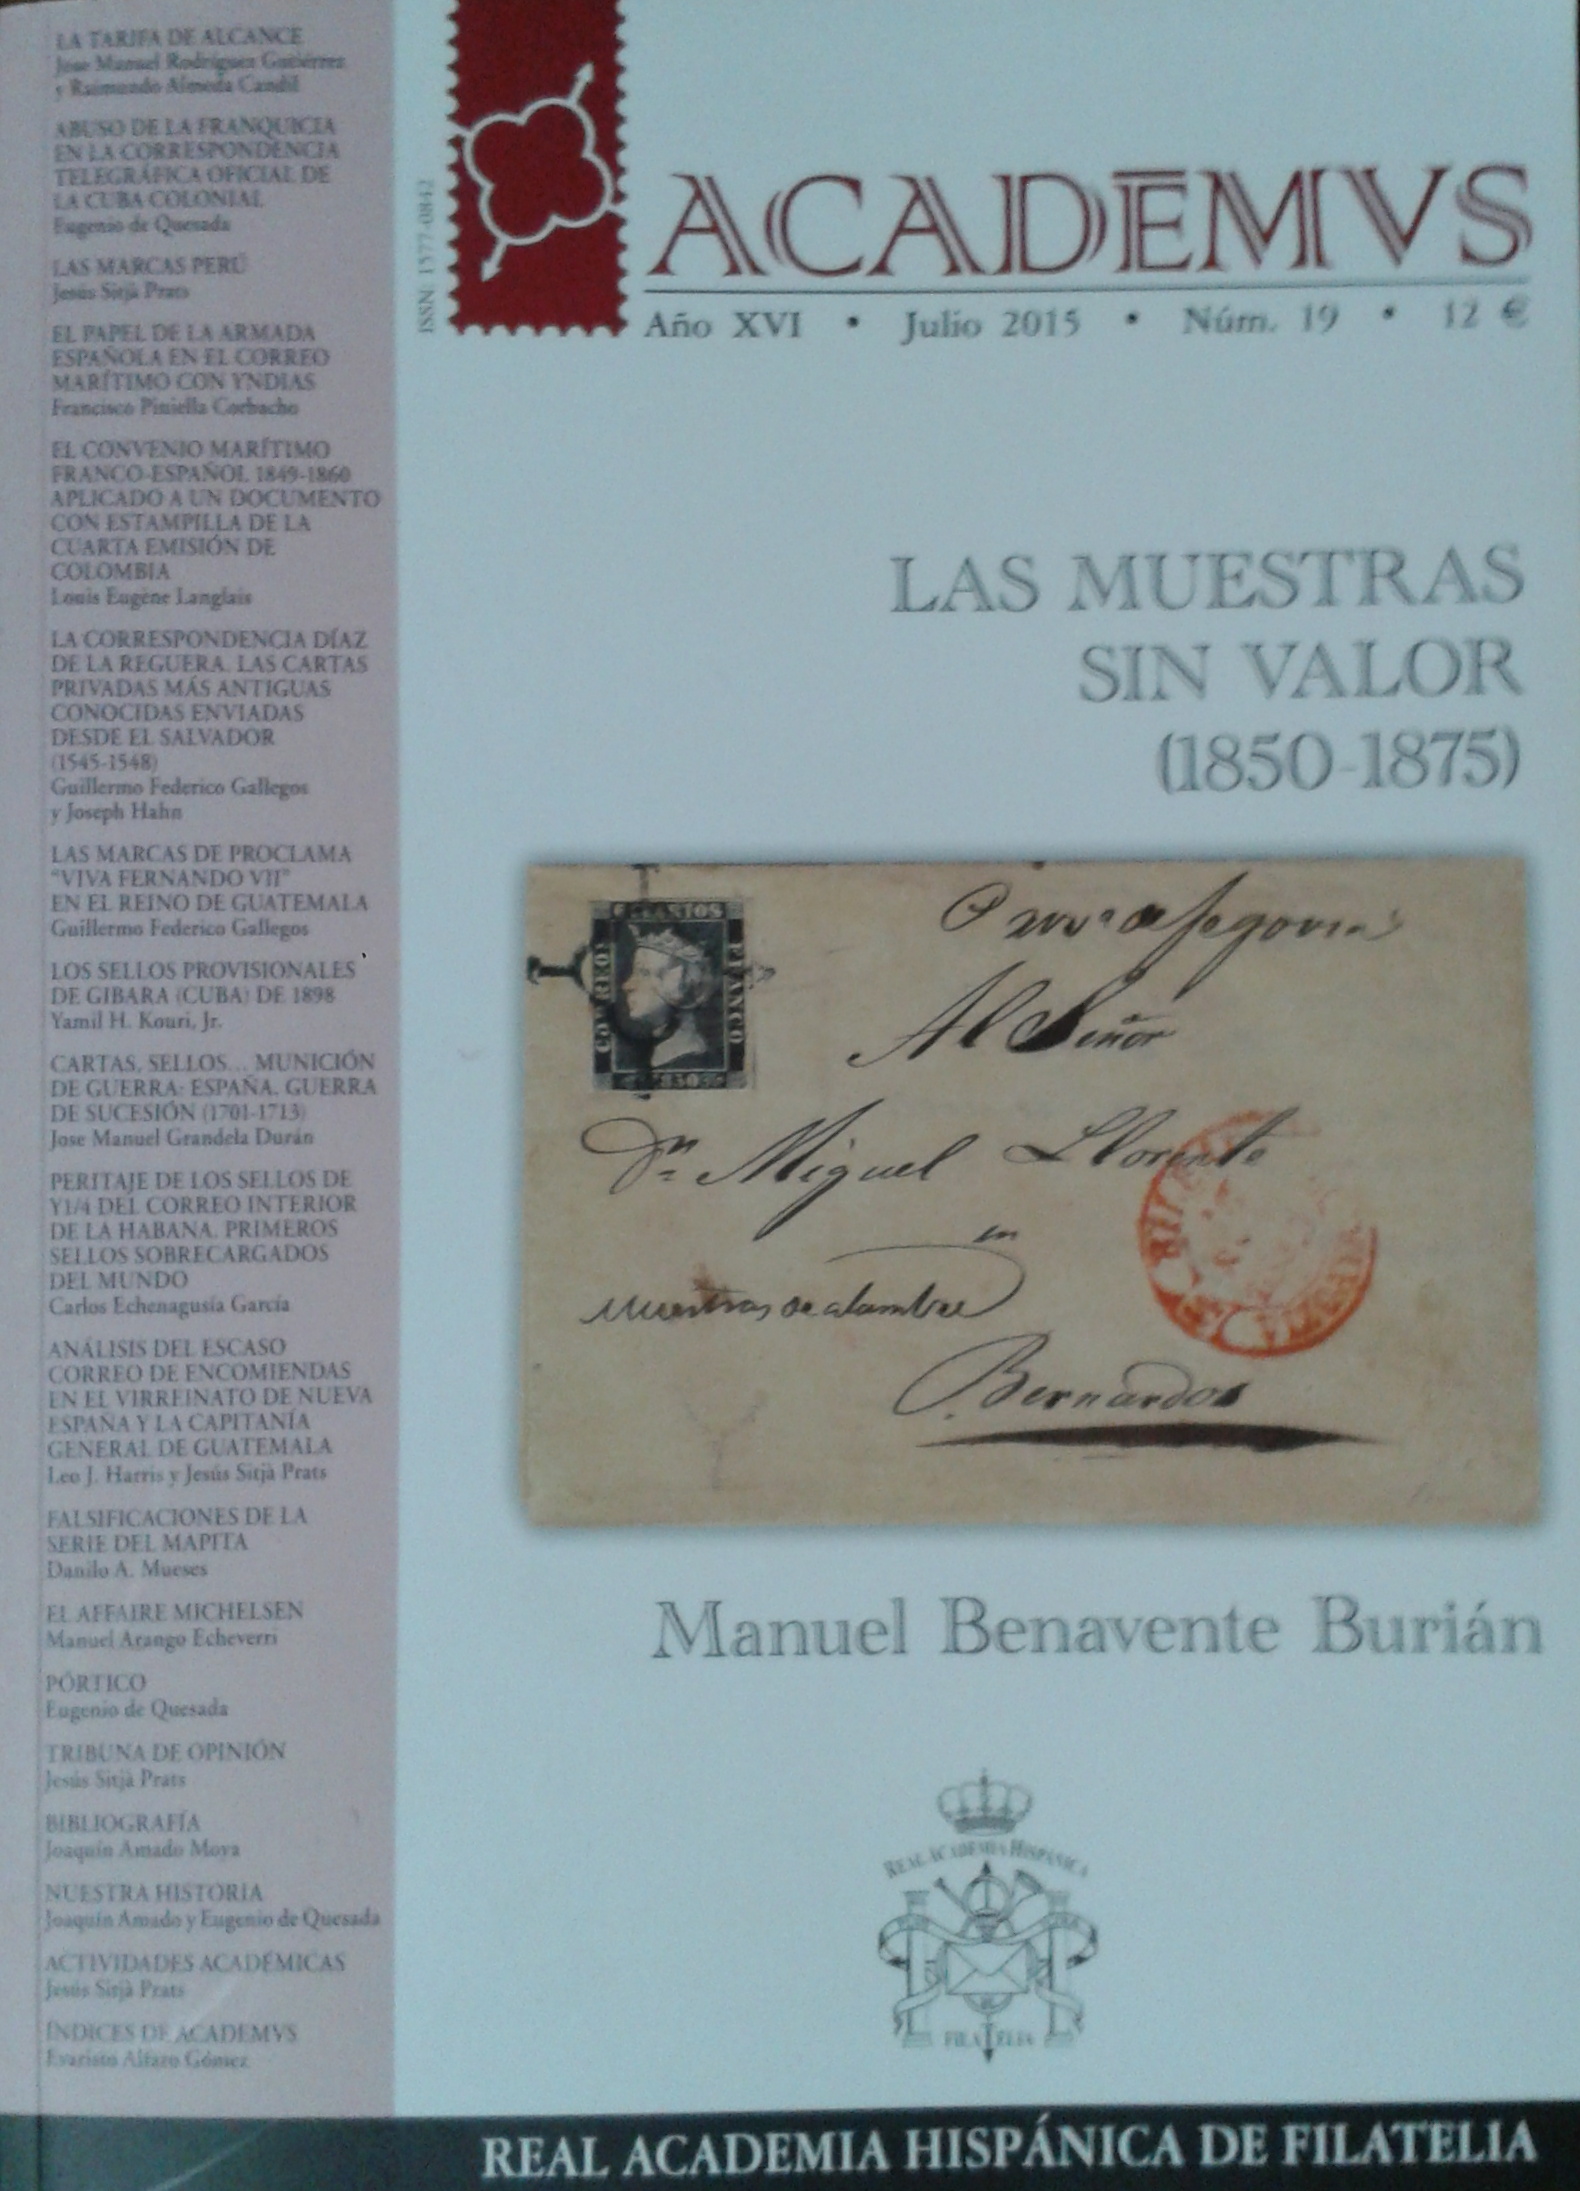 LA TARIFA DE ALCANCE
Jose Manuel Rodríguez Gutiérrez
y Raimundo Almeda Candil
ABUSO DE LA FRANQUICIA
EN LA CORRESPONDENCIA
TELEGRÁFICA OFICIAL DE
LA CUBA COLONIAL
Eugenio de Quesada
LAS MARCAS PERÚ
Jesús Sitjà Prats
EL PAPEL DE LA ARMADA
ESPAÑOLA EN EL CORREO
MARÍTIMO CON YNDIAS
Francisco Piniella Corbacho
EL CONVENIO MARÍTIMO
FRANCO-ESPAÑOL 1849-1860
APLICADO A UN DOCUMENTO
CON ESTAMPILLA DE LA
CUARTA EMISIÓN DE
COLOMBIA
Louis Eugène Langlais
LA CORRESPONDENCIA DÍAZ
DE LA REGUERA. LAS CARTAS
PRIVADAS MÁS ANTIGUAS
CONOCIDAS ENVIADAS
DESDE EL SALVADOR
(1545-1548)
Guillermo Federico Gallegos
y Joseph Hahn
LAS MARCAS DE PROCLAMA
"VIVA FERNANDO VII"
EN EL REINO DE GUATEMALA
Guillermo Federico Gallegos
LOS SELLOS PROVISIONALES
DE GIBARA (CUBA) DE 1898
Yamil H. Kouri, Jr.
CARTAS, SELLOS... MUNICIÓN
DE GUERRA: ESPAÑA. GUERRA
DE SUCESIÓN (1701-1713)
Jose Manuel Grandela Durán
PERITAJE DE LOS SELLOS DE
Y1/4 DEL CORREO INTERIOR
DE LA HABANA. PRIMEROS
SELLOS SOBRECARGADOS
DEL MUNDO
Carlos Echenagusía García
ANÁLISIS DEL ESCASO
CORREO DE ENCOMIENDAS
EN EL VIRREINATO DE NUEVA
ESPAÑA Y LA CAPITANÍA
GENERAL DE GUATEMALA
Leo J. Harris y Jesús Sitjà Prats
FALSIFICACIONES DE LA
SERIE DEL MAPITA
Danilo A. Mueses
EL AFFAIRE MICHELSEN
Manuel Arango Echeverri
PÓRTICO
Eugenio de Quesada
TRIBUNA DE OPINIÓN
Jesús Sitjà Prats
BIBLIOGRAFÍA
Joaquín Amado Moya
NUESTRA HISTORIA
Joaquín Amado y Eugenio de Quesada
ACTIVIDADES ACADÉMICAS
Jesús Sitjà Prats
ÍNDICES DE ACADEMVS
Evaristo Alfaro Gómez
ISSN: 1577-0842
ACADEMVS
Año XVI • Julio 2015 • Núm. 19 • 12 €
LAS MUESTRAS
SIN VALOR
(1850-1875)
6 CUARTOS
CORREOS
FRANCO
1850
Prova de Segovia
Al Señor
Dn Miguel Llorente
en
muestras de alambre
Bernardos
Manuel Benavente Burián
REAL ACADEMIA HISPÁNICA
DE
FILATELIA
REAL ACADEMIA HISPÁNICA DE FILATELIA